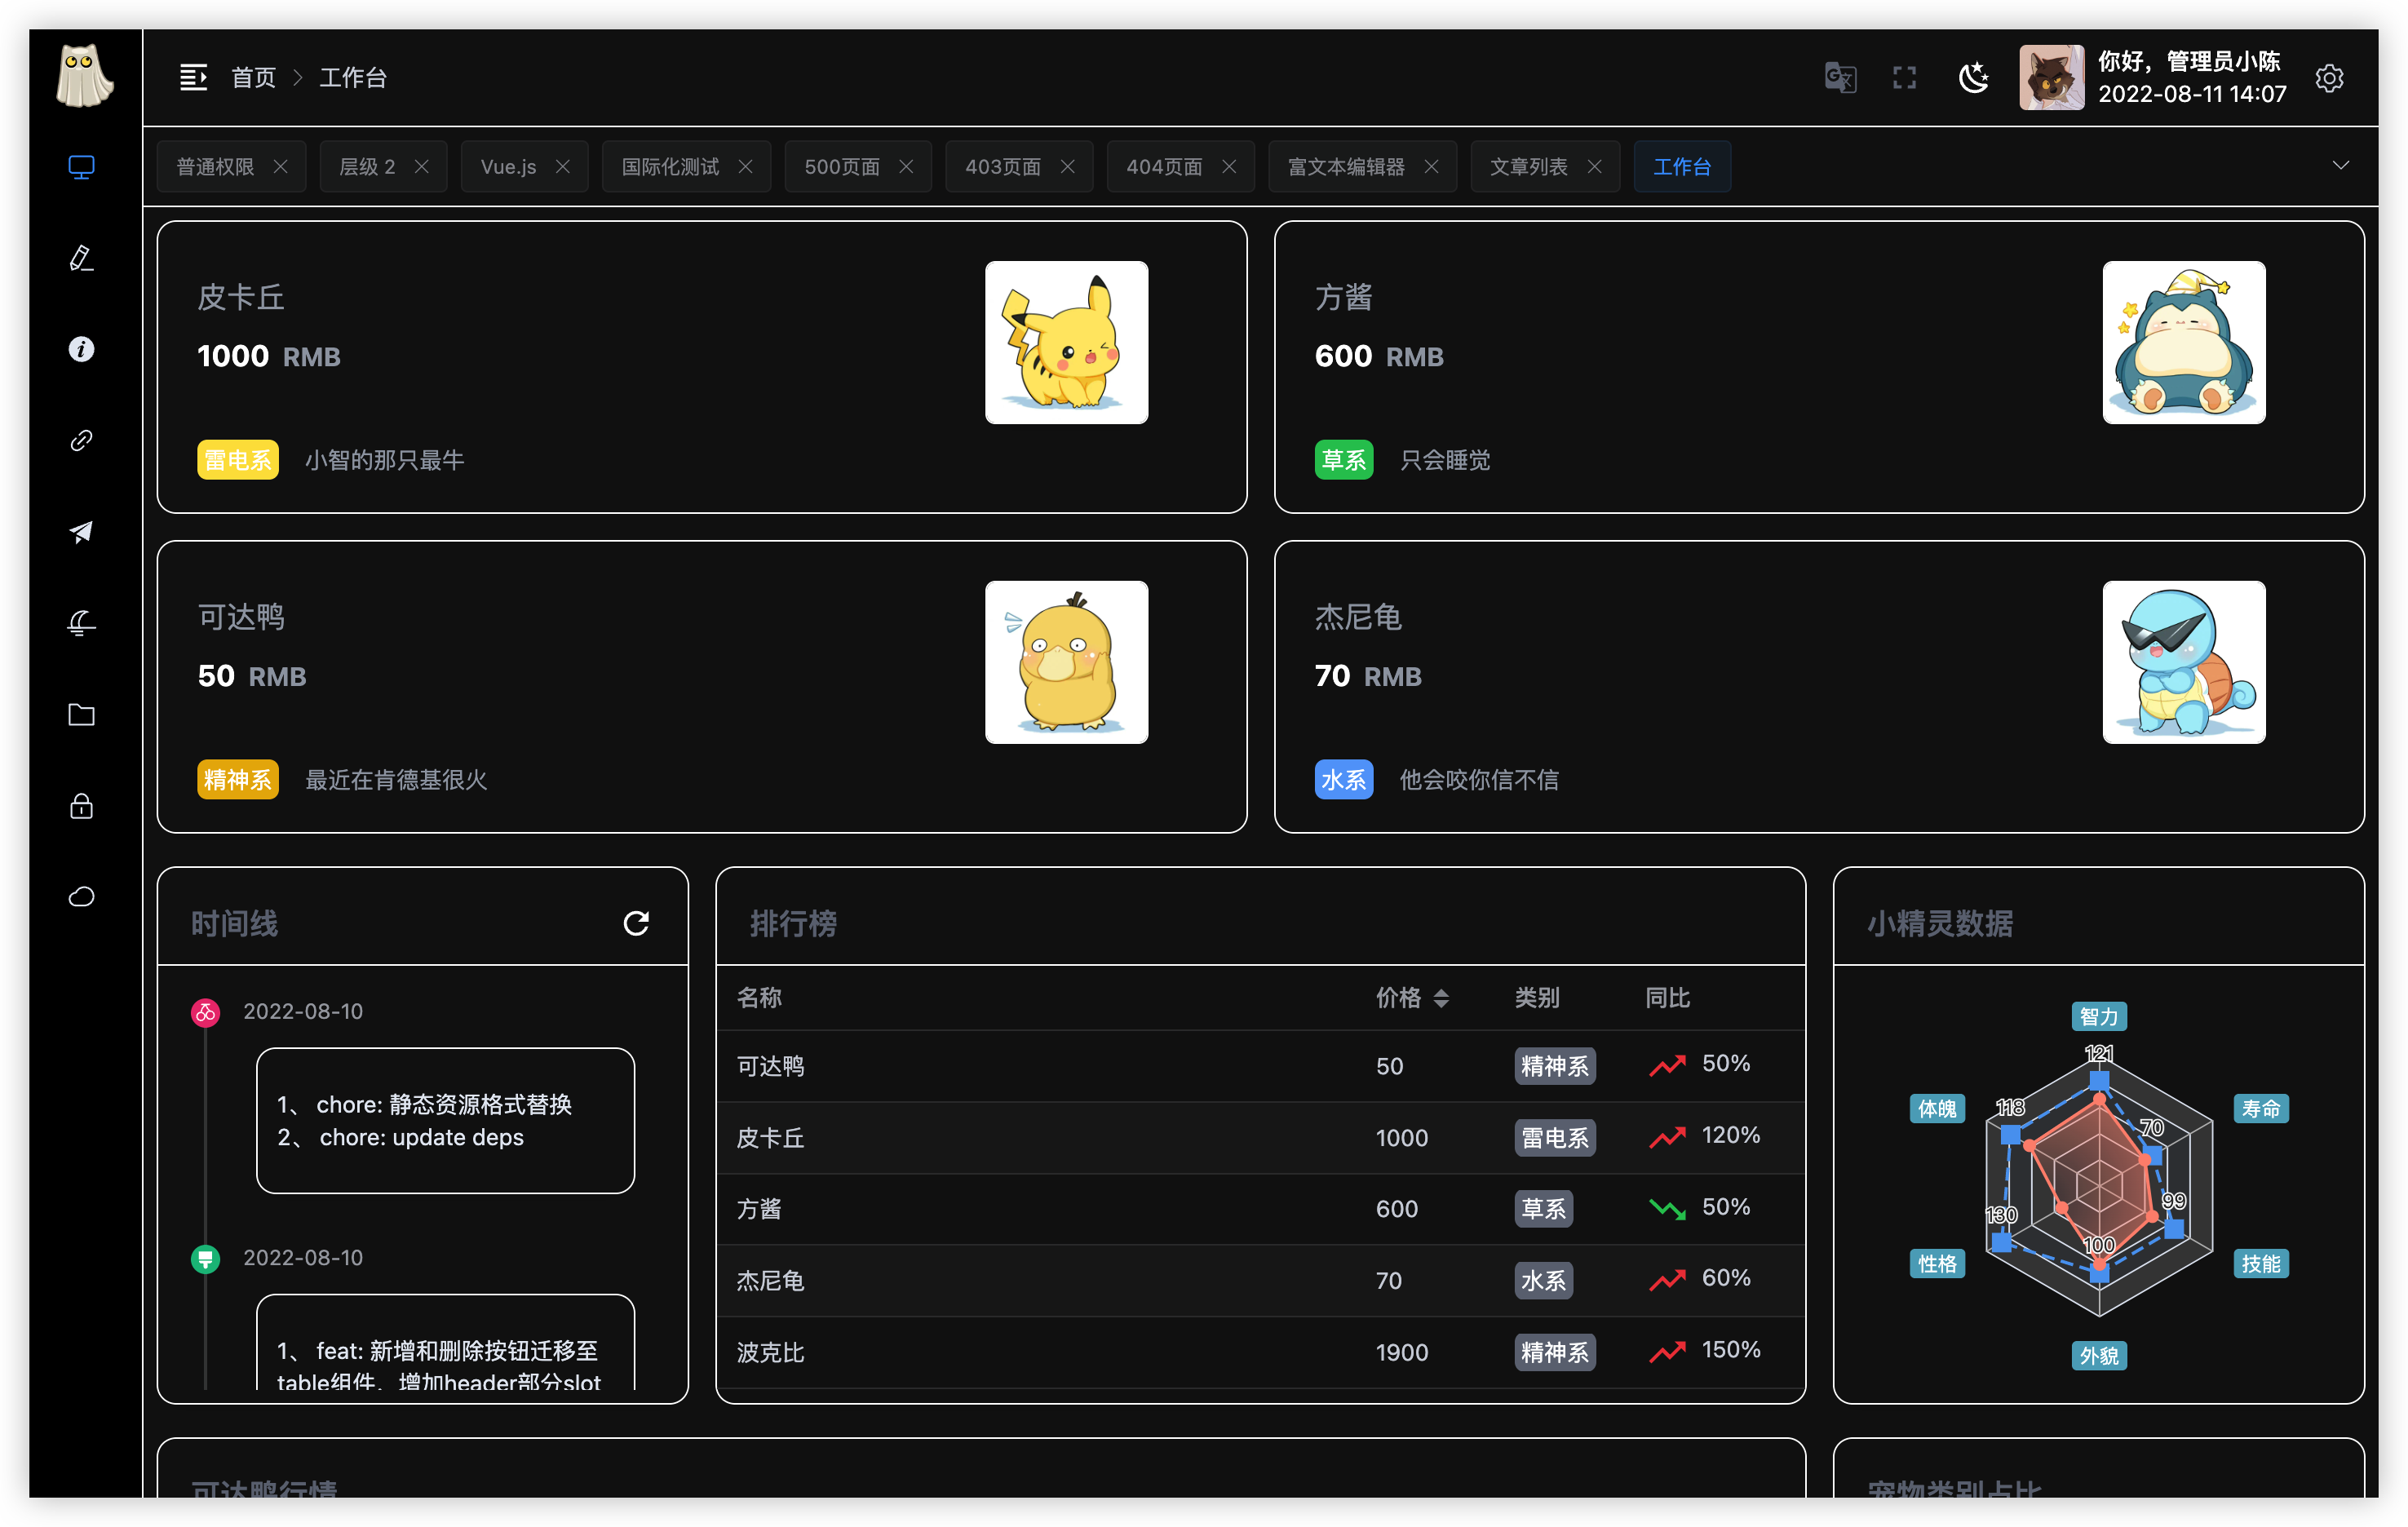 首页 > 工作台
你好，管理员小陈
2022-08-11 14:07
普通权限
层级 2
Vue.js
国际化测试
500页面
403页面
404页面
富文本编辑器
文章列表
工作台
皮卡丘
1000 RMB
雷电系 小智的那只最牛
方酱
600 RMB
草系 只会睡觉
可达鸭
50 RMB
精神系 最近在肯德基很火
杰尼龟
70 RMB
水系 他会咬你信不信
时间线
2022-08-10
1、 chore: 静态资源格式替换
2、 chore: update deps
2022-08-10
1、 feat: 新增和删除按钮迁移至
table组件，增加header部分slot
排行榜
名称 价格 类别 同比
可达鸭 50 精神系 50%
皮卡丘 1000 雷电系 120%
方酱 600 草系 50%
杰尼龟 70 水系 60%
波克比 1900 精神系 150%
小精灵数据
智力
121
体魄
118
寿命
70
99
130
100
性格
技能
外貌
可达鸭行情
宠物类别占比